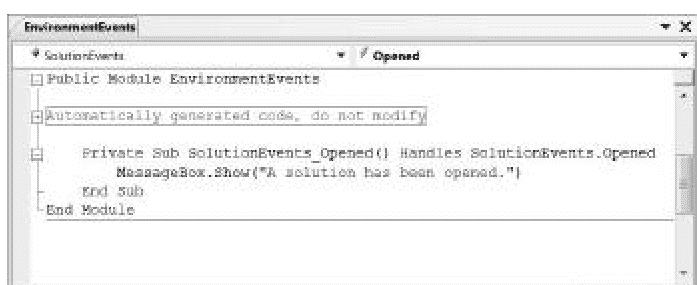 EnvironmentEvents
SolutionEvents Opened
Public Module EnvironmentEvents
Automatically generated code, do not modify
Private Sub SolutionEvents_Opened() Handles SolutionEvents.Opened
MessageBox.Show("A solution has been opened.")
End Sub
End Module